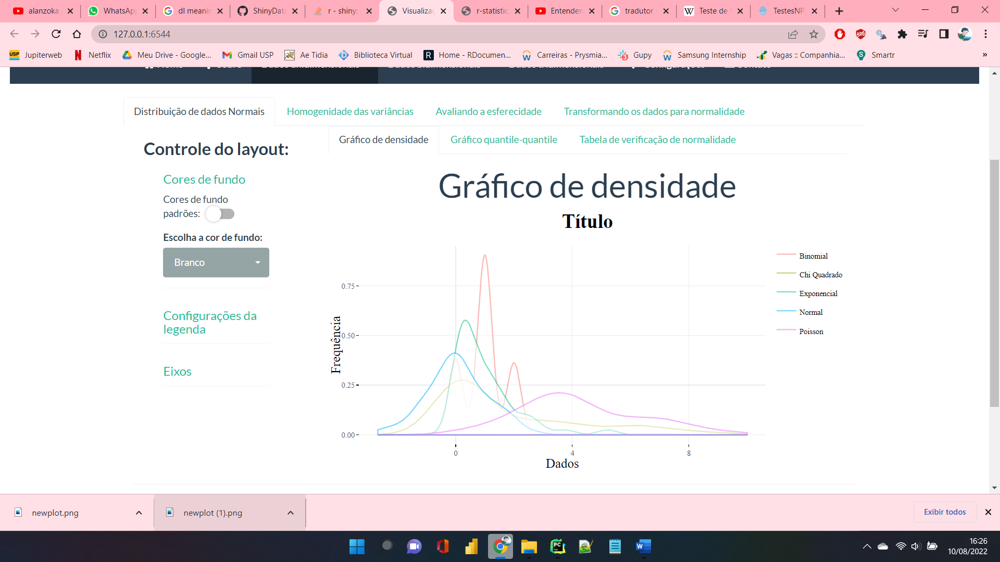 alanzoka
WhatsApp
dl meanin
ShinyData
r - shiny:
Visualizaç
r-statistic
Entenden
tradutor
Teste de
TestesNP
127.0.0.1:6544
Jupiterweb
Netflix
Meu Drive - Google...
Gmail USP
Ae Tidia
Biblioteca Virtual
Home - RDocumen...
Carreiras - Prysmia...
Gupy
Samsung Internship
Vagas :: Companhia...
Smartr
»
Distribuição de dados Normais
Homogenidade das variâncias
Avaliando a esferecidade
Transformando os dados para normalidade
Gráfico de densidade
Gráfico quantile-quantile
Tabela de verificação de normalidade
Controle do layout:
Cores de fundo
Cores de fundo
padrões:
Escolha a cor de fundo:
Branco
Configurações da
legenda
Eixos
Gráfico de densidade
Título
Frequência
0.75
0.50
0.25
0.00
0
4
8
Dados
Binomial
Chi Quadrado
Exponencial
Normal
Poisson
newplot.png
newplot (1).png
Exibir todos
16:26
10/08/2022